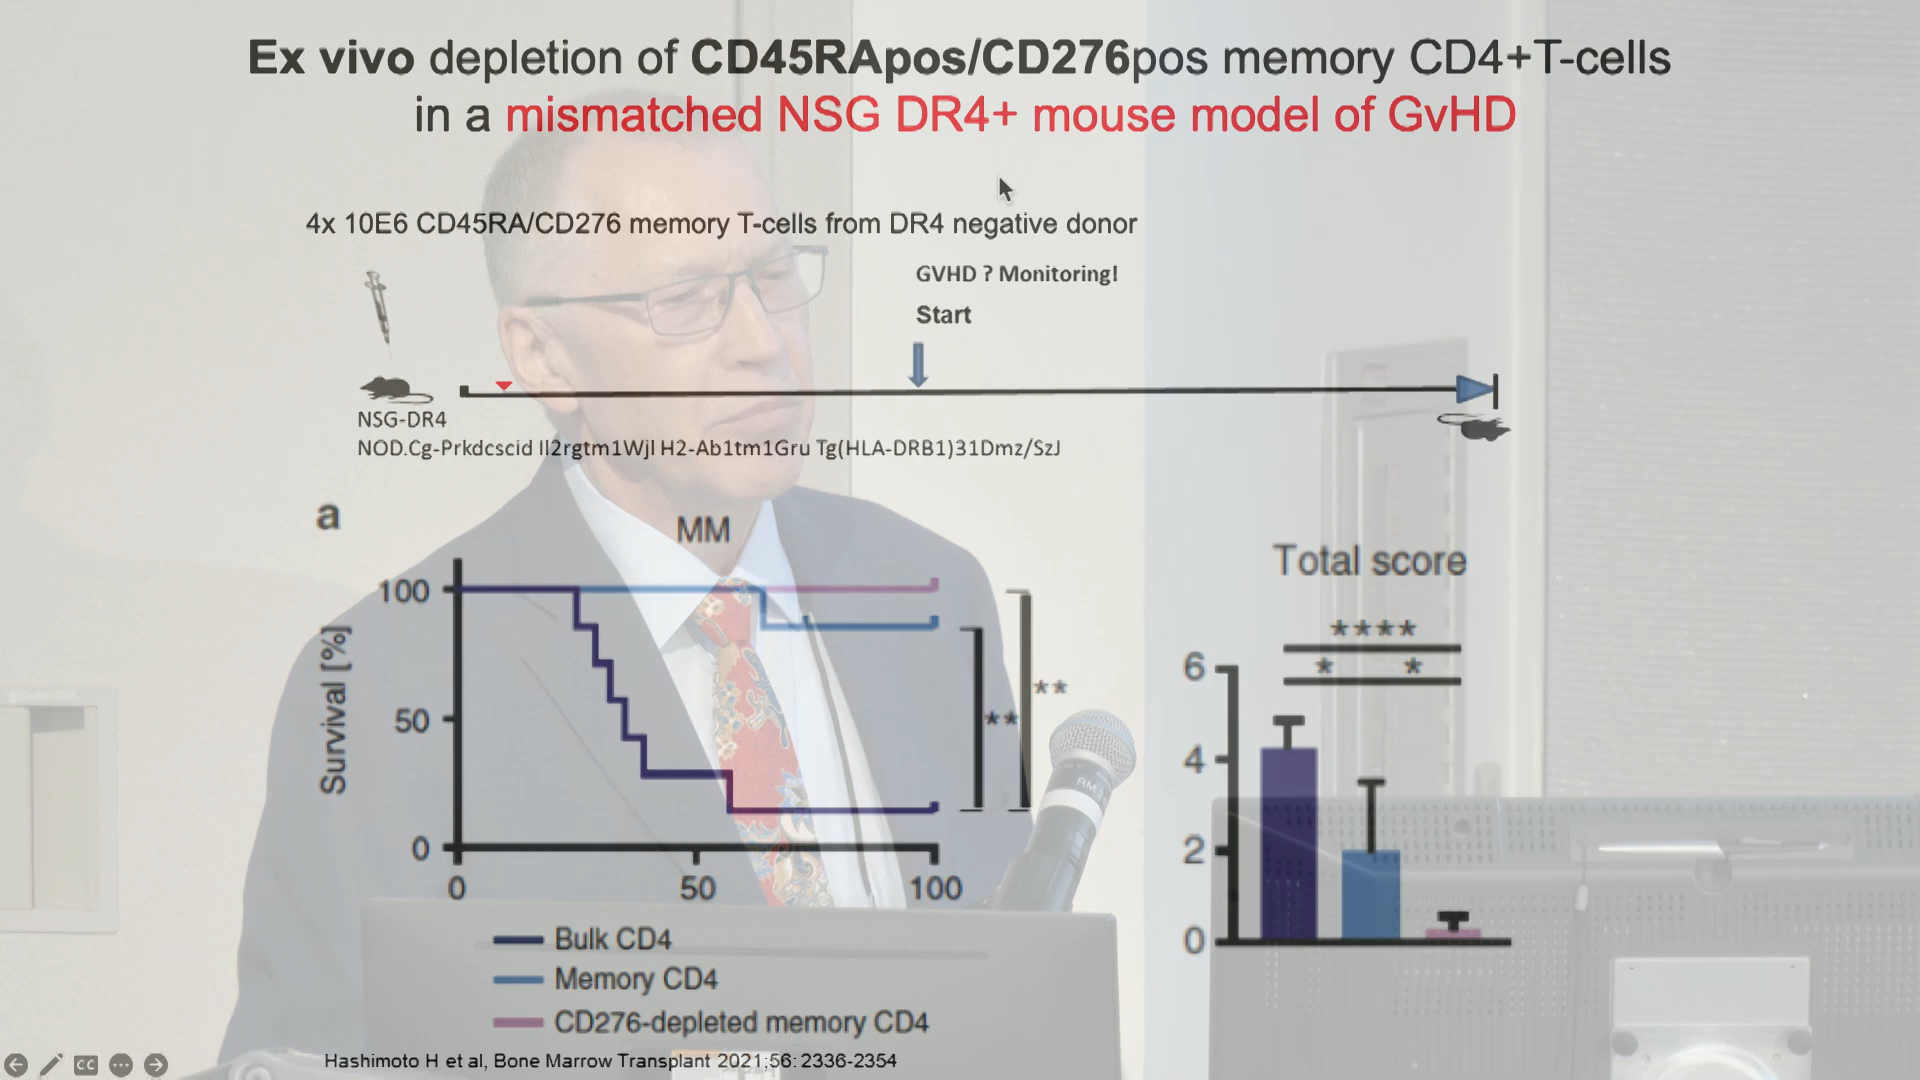 Ex vivo depletion of CD45RApos/CD276pos memory CD4+T-cells
in a mismatched NSG DR4+ mouse model of GvHD
4x 10E6 CD45RA/CD276 memory T-cells from DR4 negative donor
GVHD ? Monitoring!
Start
NSG-DR4
NOD.Cg-Prkdcscid Il2rgtm1Wjl H2-Ab1tm1Gru Tg(HLA-DRB1)31Dmz/SzJ
a
MM
Survival [%]
100
50
0
0 50 100
**
**
Bulk CD4
Memory CD4
CD276-depleted memory CD4
Total score
****
* *
6
4
2
0
Hashimoto H et al, Bone Marrow Transplant 2021;56: 2336-2354
CC